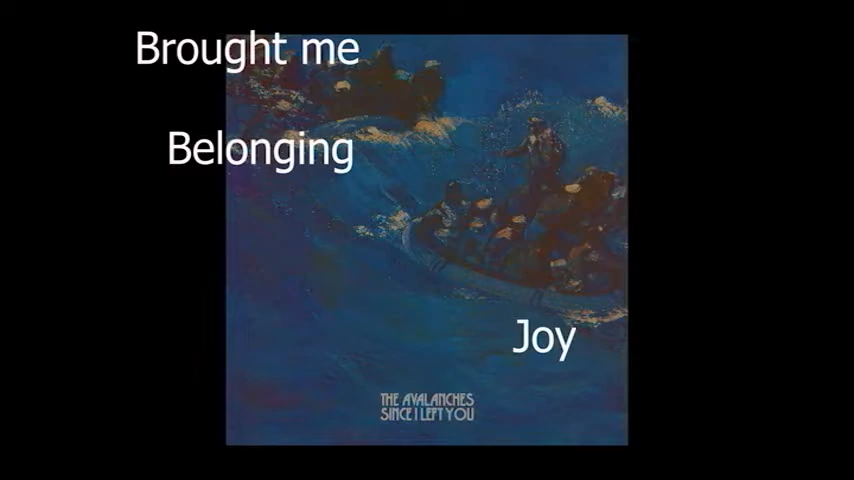 Brought me
Belonging
Joy
THE AVALANCHES
SINCE I LEFT YOU